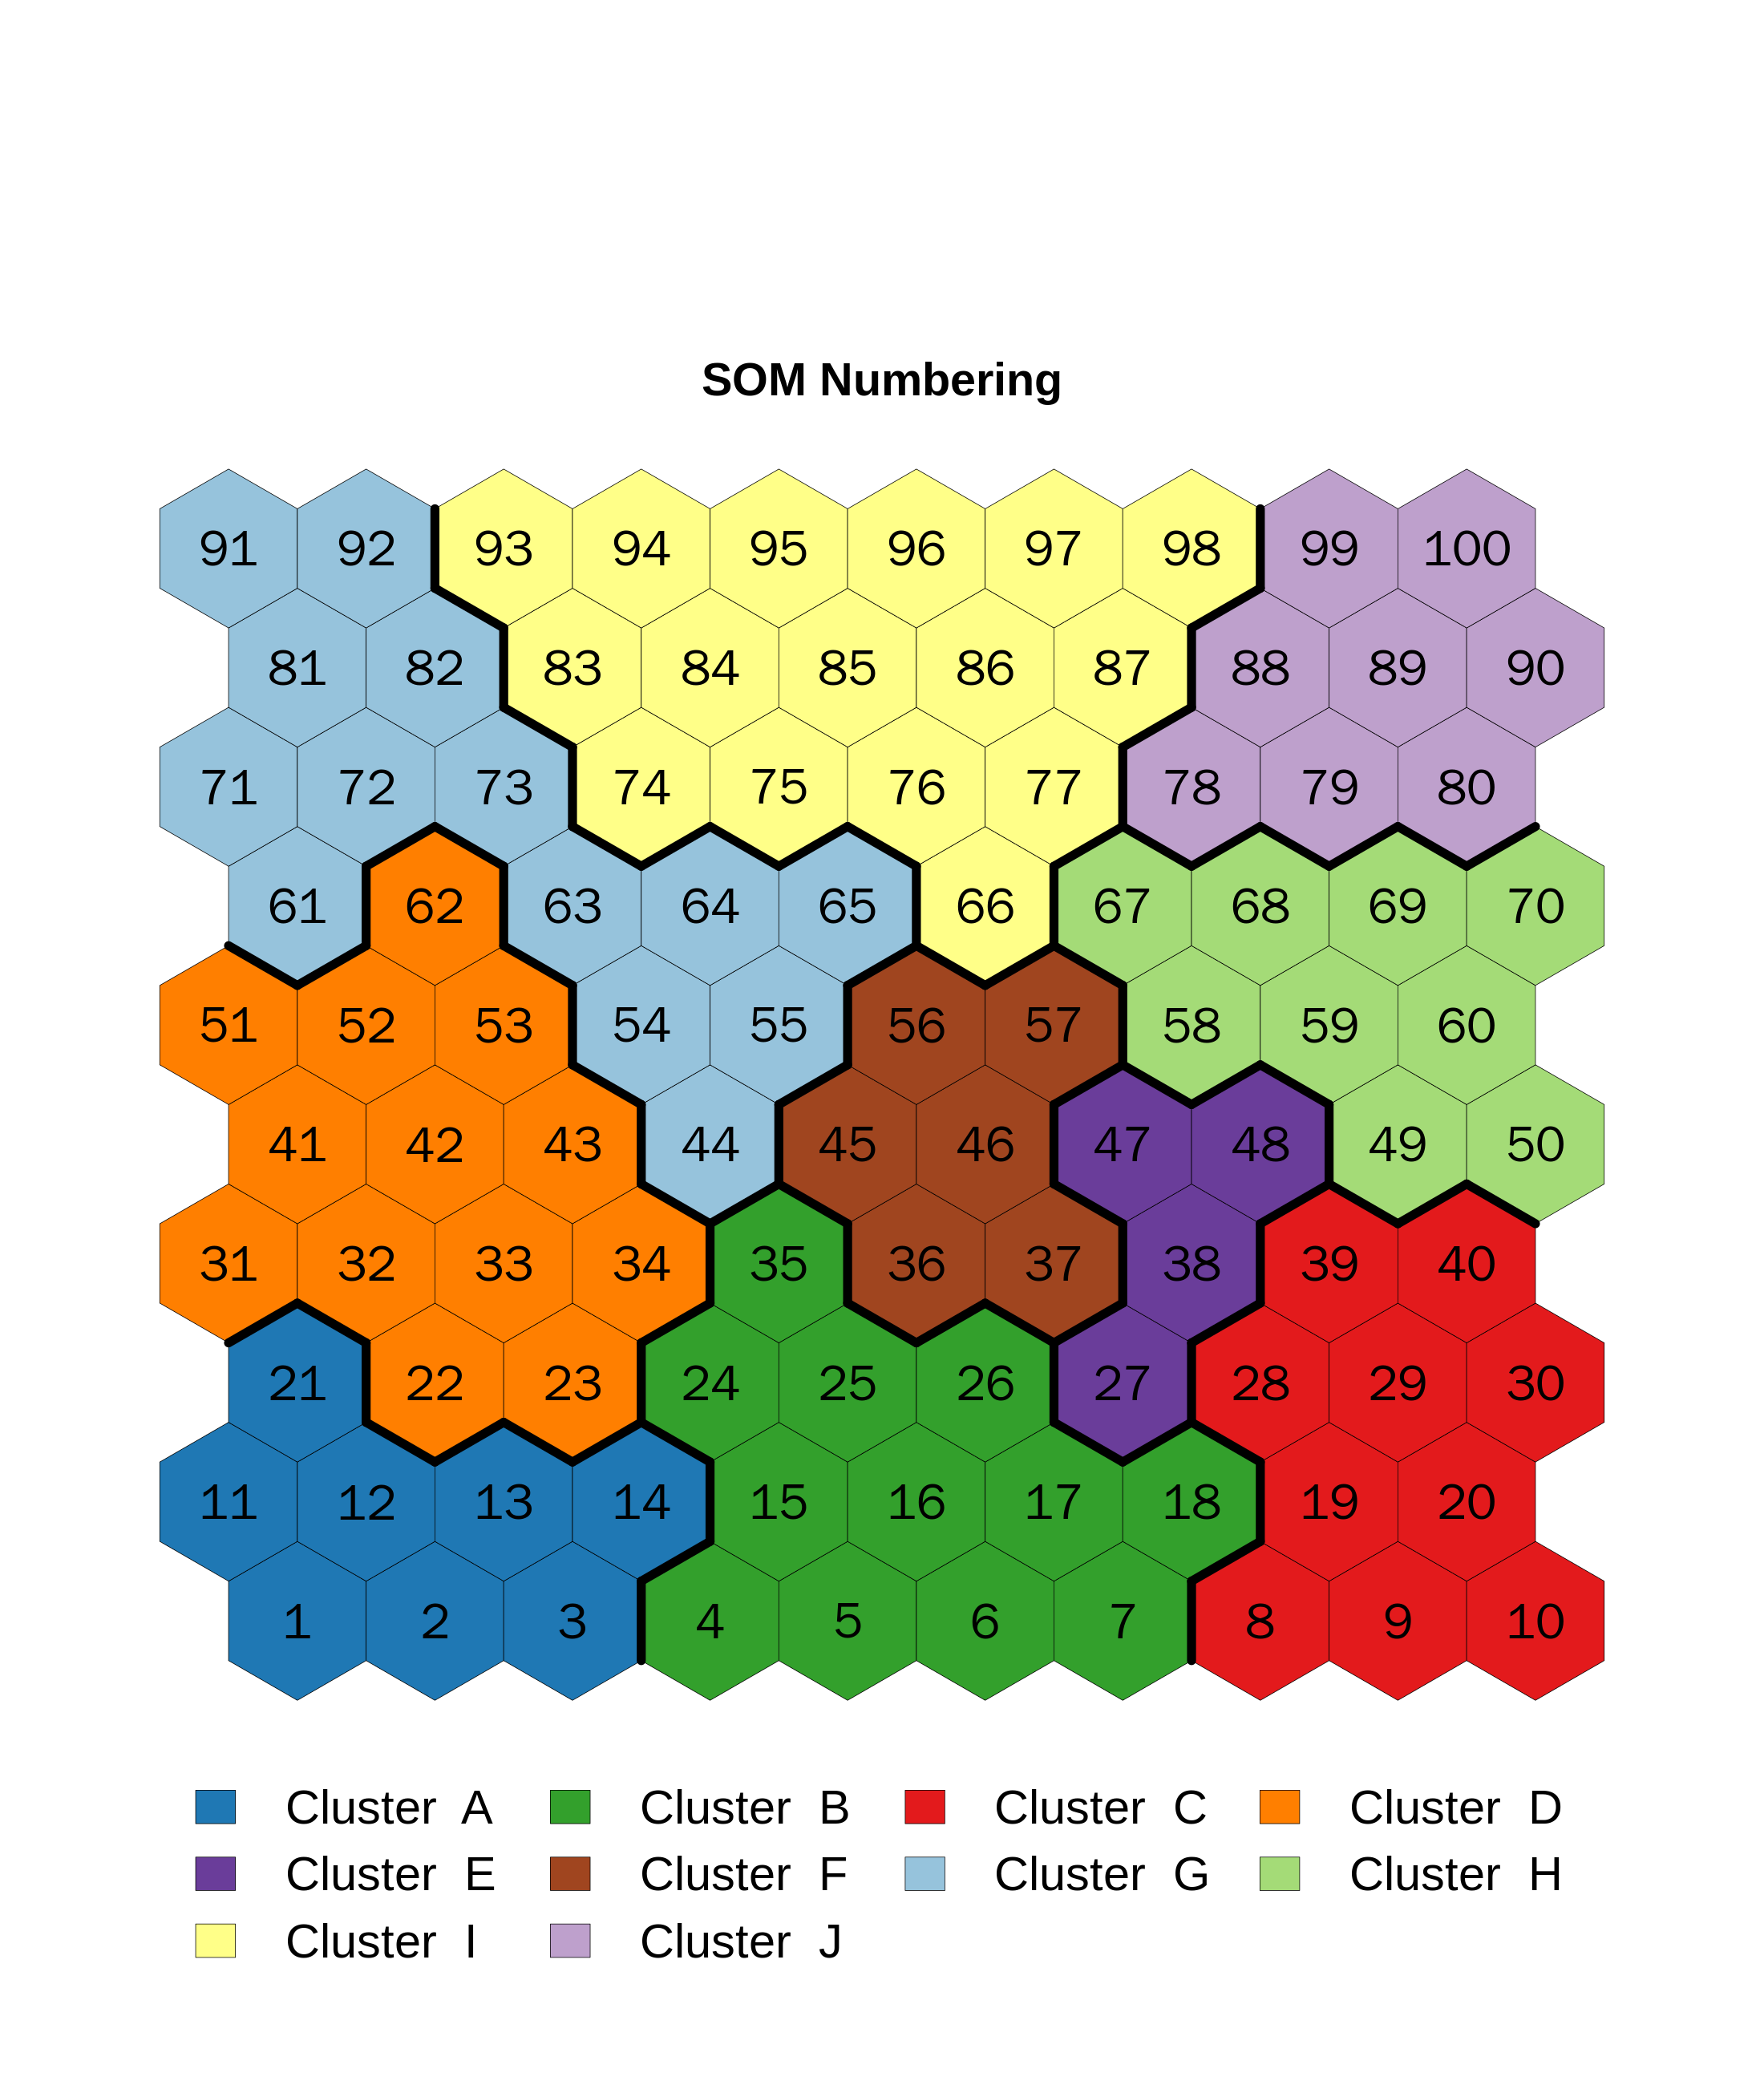 SOM Numbering
91 92 93 94 95 96 97 98 99 100
81 82 83 84 85 86 87 88 89 90
71 72 73 74 75 76 77 78 79 80
61 62 63 64 65 66 67 68 69 70
51 52 53 54 55 56 57 58 59 60
41 42 43 44 45 46 47 48 49 50
31 32 33 34 35 36 37 38 39 40
21 22 23 24 25 26 27 28 29 30
11 12 13 14 15 16 17 18 19 20
1 2 3 4 5 6 7 8 9 10
Cluster A Cluster B Cluster C Cluster D
Cluster E Cluster F Cluster G Cluster H
Cluster I Cluster J